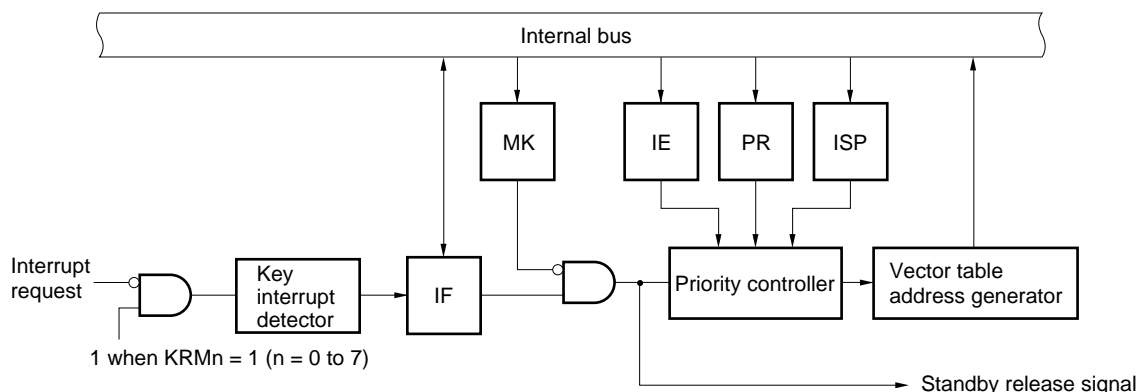 Internal bus
MK
IE
PR
ISP
Interrupt
request
Key
interrupt
detector
IF
Priority controller
Vector table
address generator
1 when KRMn = 1 (n = 0 to 7)
Standby release signal